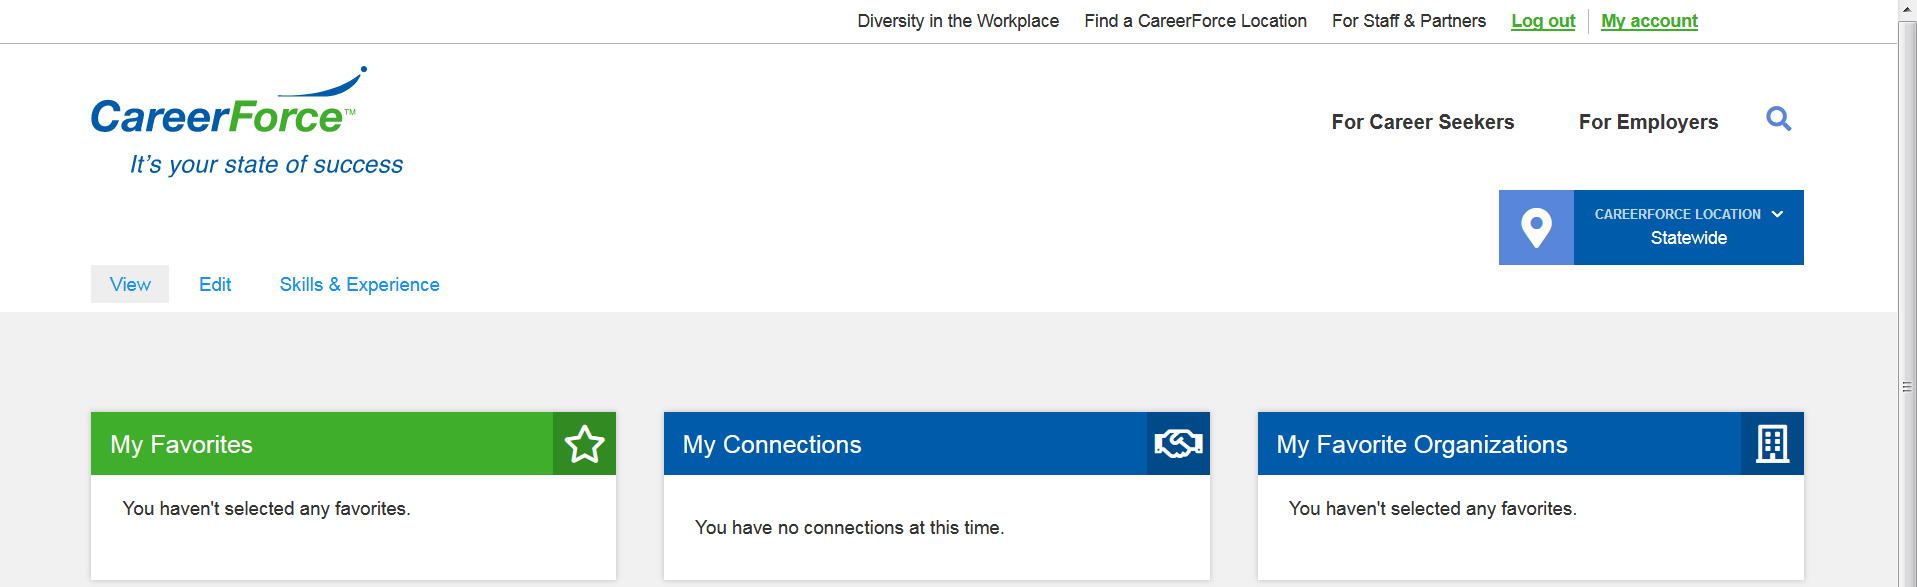 Diversity in the Workplace Find a CareerForce Location For Staff & Partners Log out My account
CareerForce™
It's your state of success
For Career Seekers For Employers
CAREERFORCE LOCATION
Statewide
View Edit Skills & Experience
My Favorites
You haven't selected any favorites.
My Connections
You have no connections at this time.
My Favorite Organizations
You haven't selected any favorites.